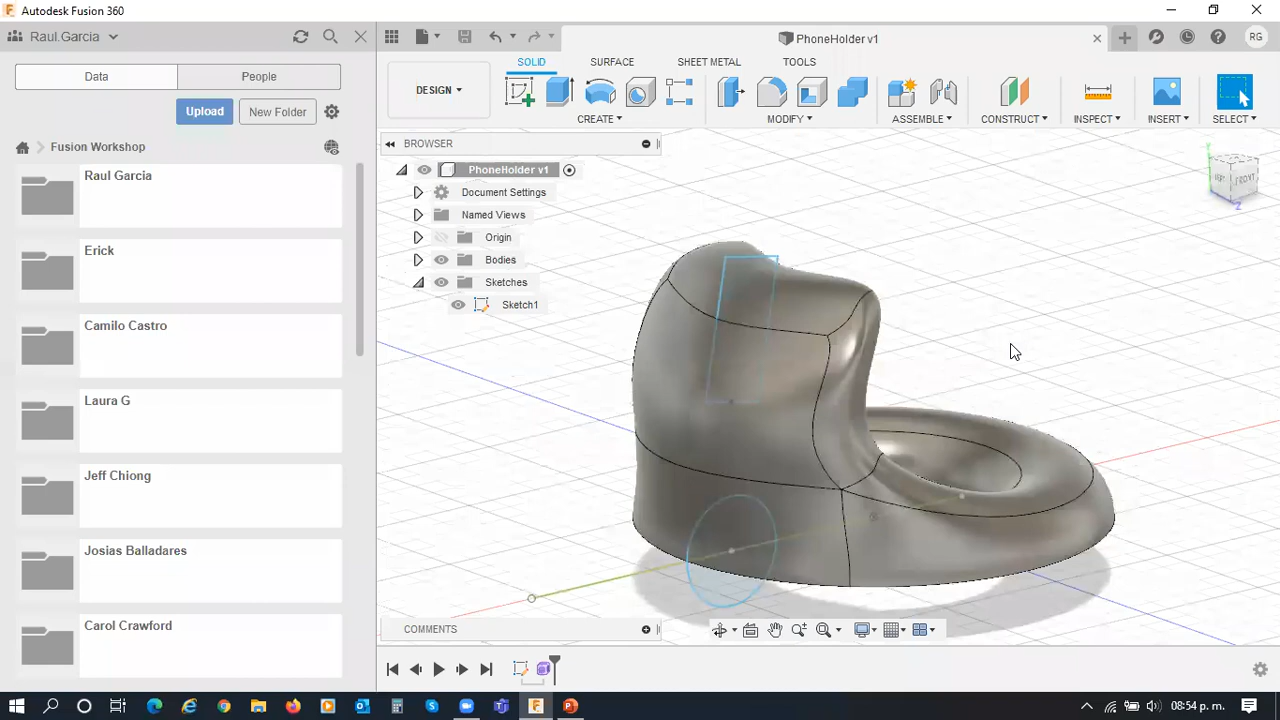 Autodesk Fusion 360
Raul.Garcia
PhoneHolder v1
RG
Data
People
SOLID
SURFACE
SHEET METAL
TOOLS
DESIGN
Upload
New Folder
CREATE
MODIFY
ASSEMBLE
CONSTRUCT
INSPECT
INSERT
SELECT
Fusion Workshop
BROWSER
PhoneHolder v1
Document Settings
Named Views
Origin
Bodies
Sketches
Sketch1
LEFT
FRONT
Y
Z
Raul Garcia
Erick
Camilo Castro
Laura G
Jeff Chiong
Josias Balladares
Carol Crawford
COMMENTS
08:54 p. m.